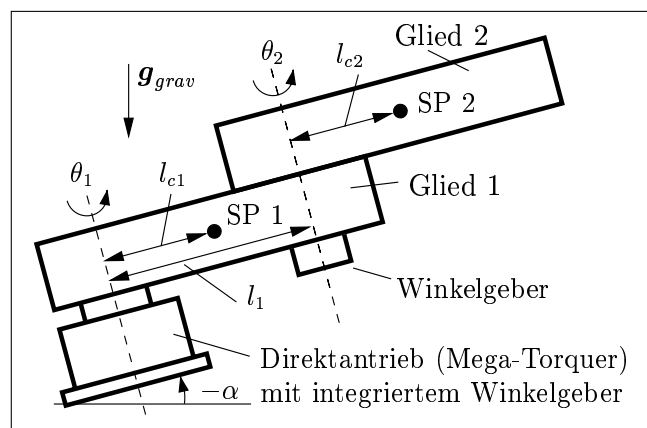 θ₂
Glied 2
g_grav
l_c2
SP 2
θ₁
l_c1
Glied 1
SP 1
l₁
Winkelgeber
Direktantrieb (Mega-Torquer)
mit integriertem Winkelgeber
−α